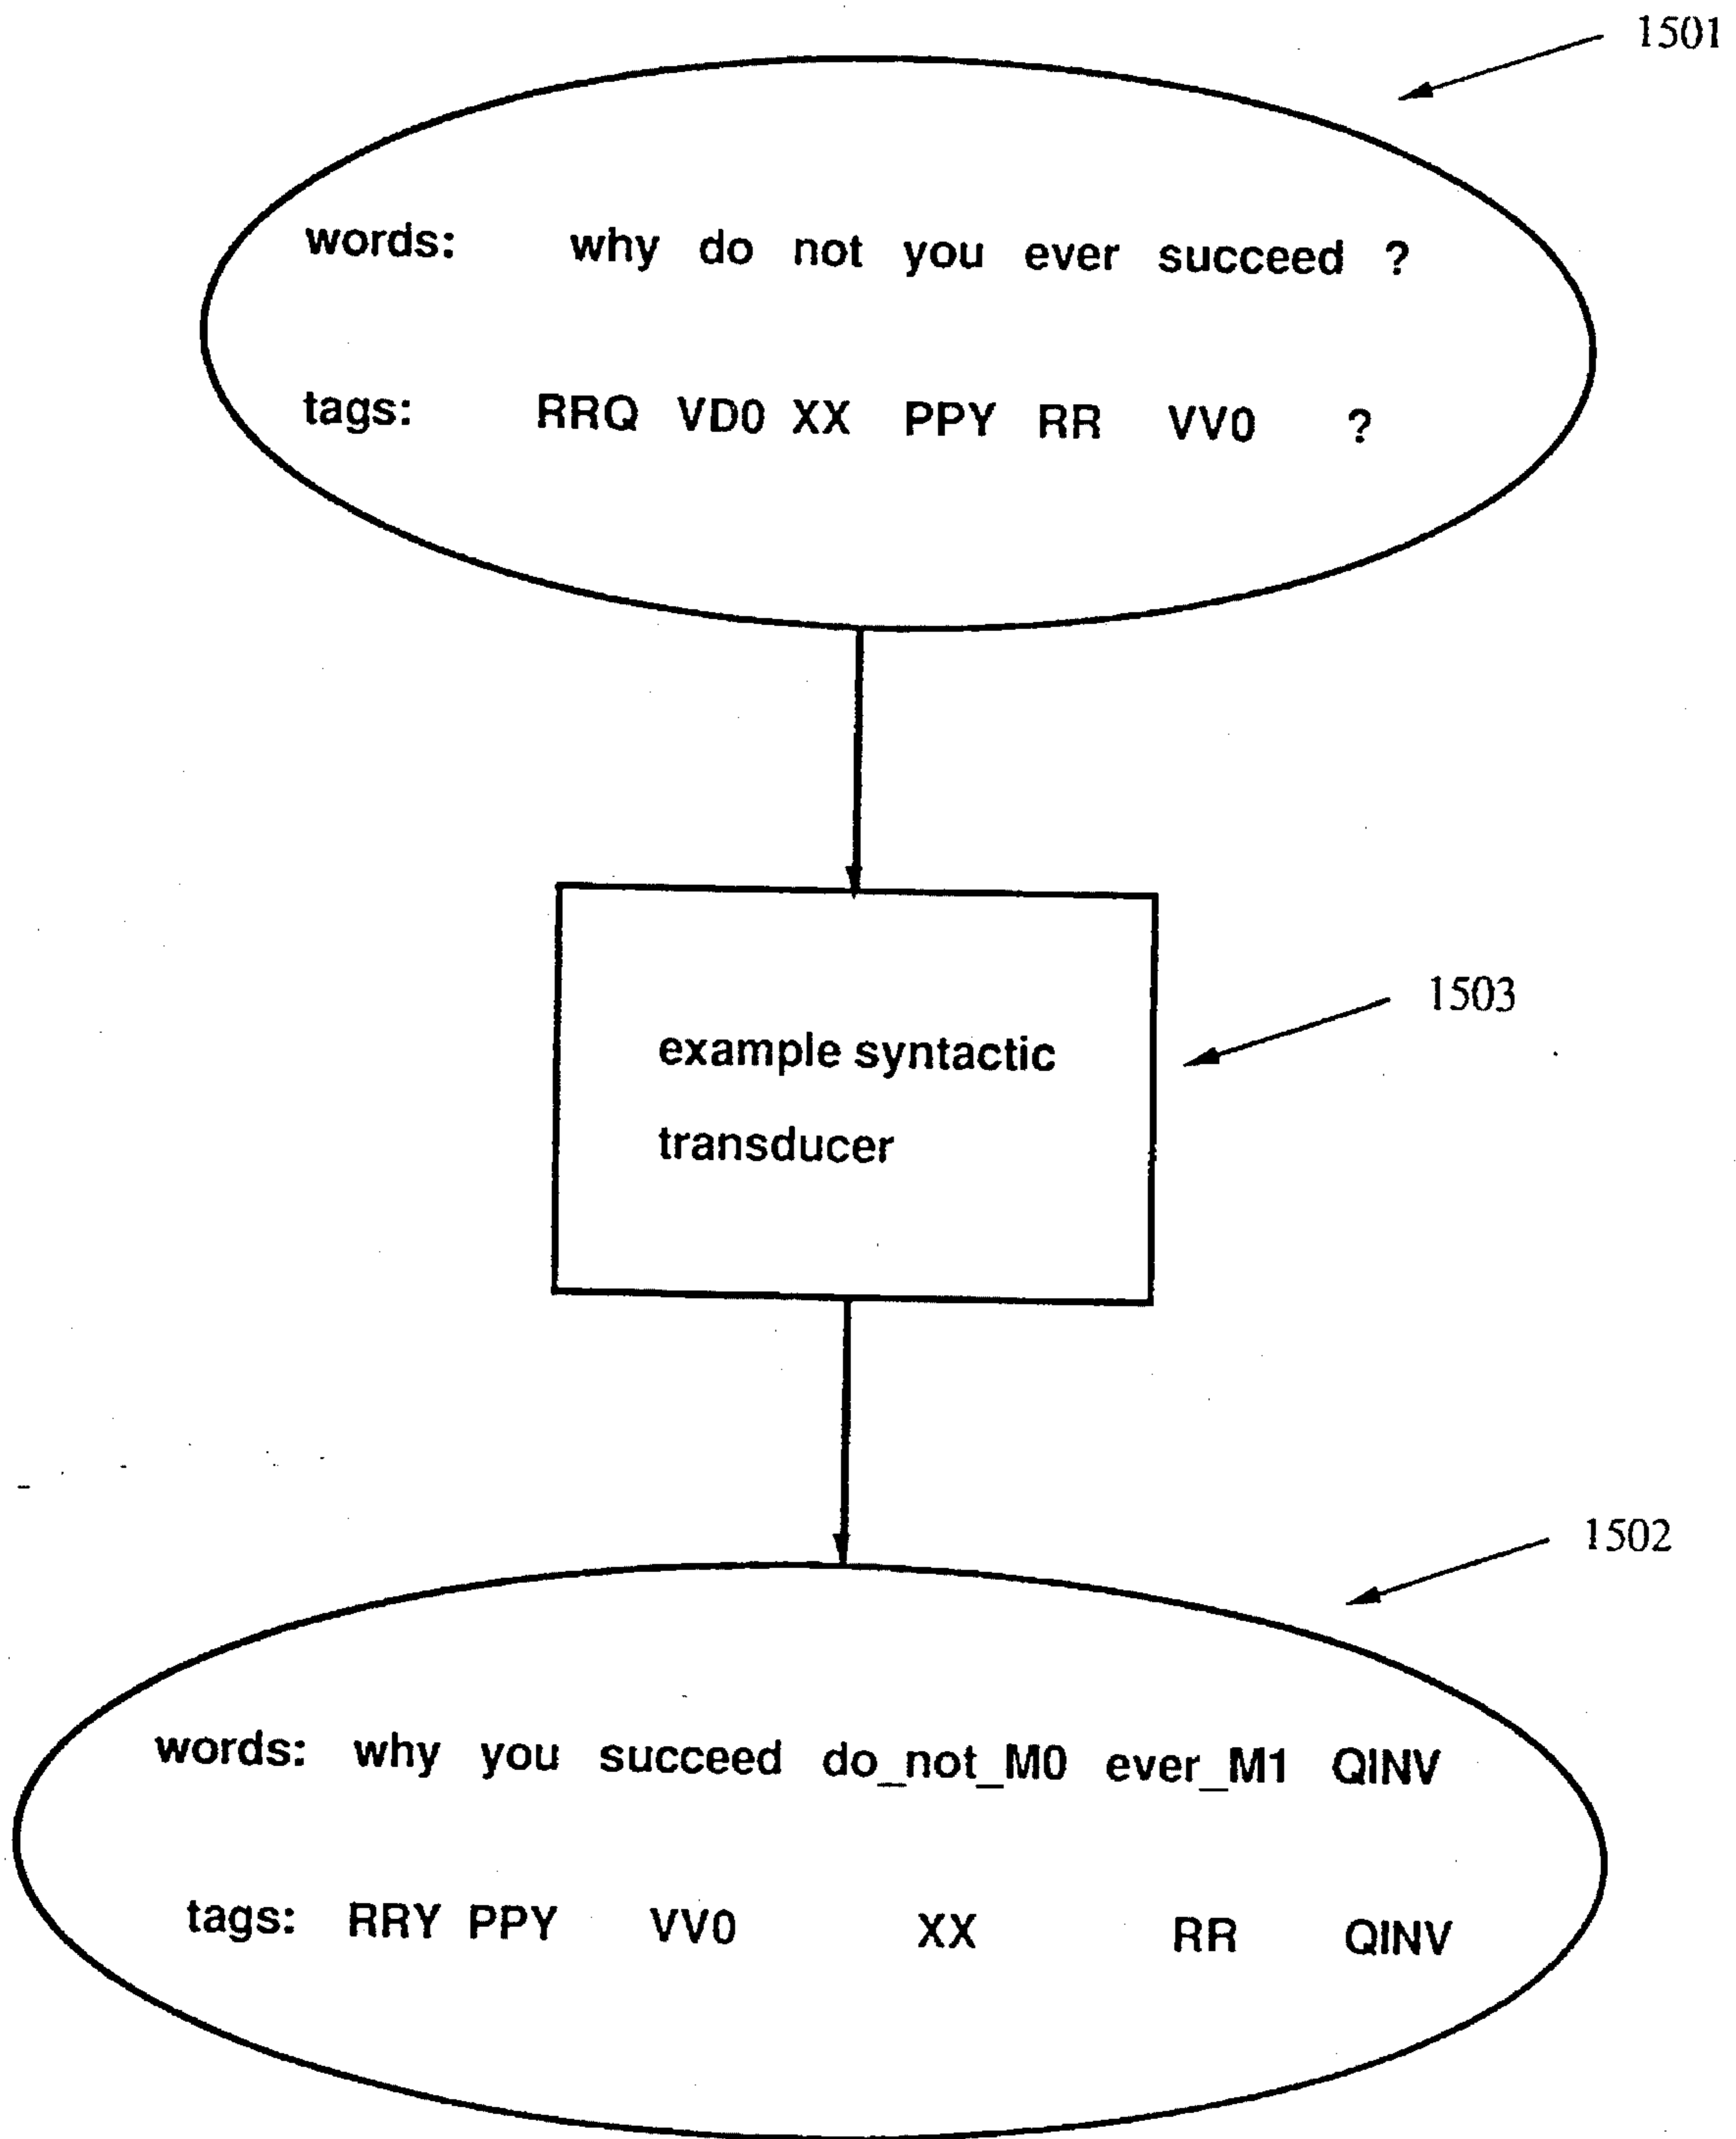 1501
words: why do not you ever succeed ?
tags: RRQ VD0 XX PPY RR VV0 ?
1503
example syntactic
transducer
1502
words: why you succeed do_not_M0 ever_M1 QINV
tags: RRY PPY VV0 XX RR QINV